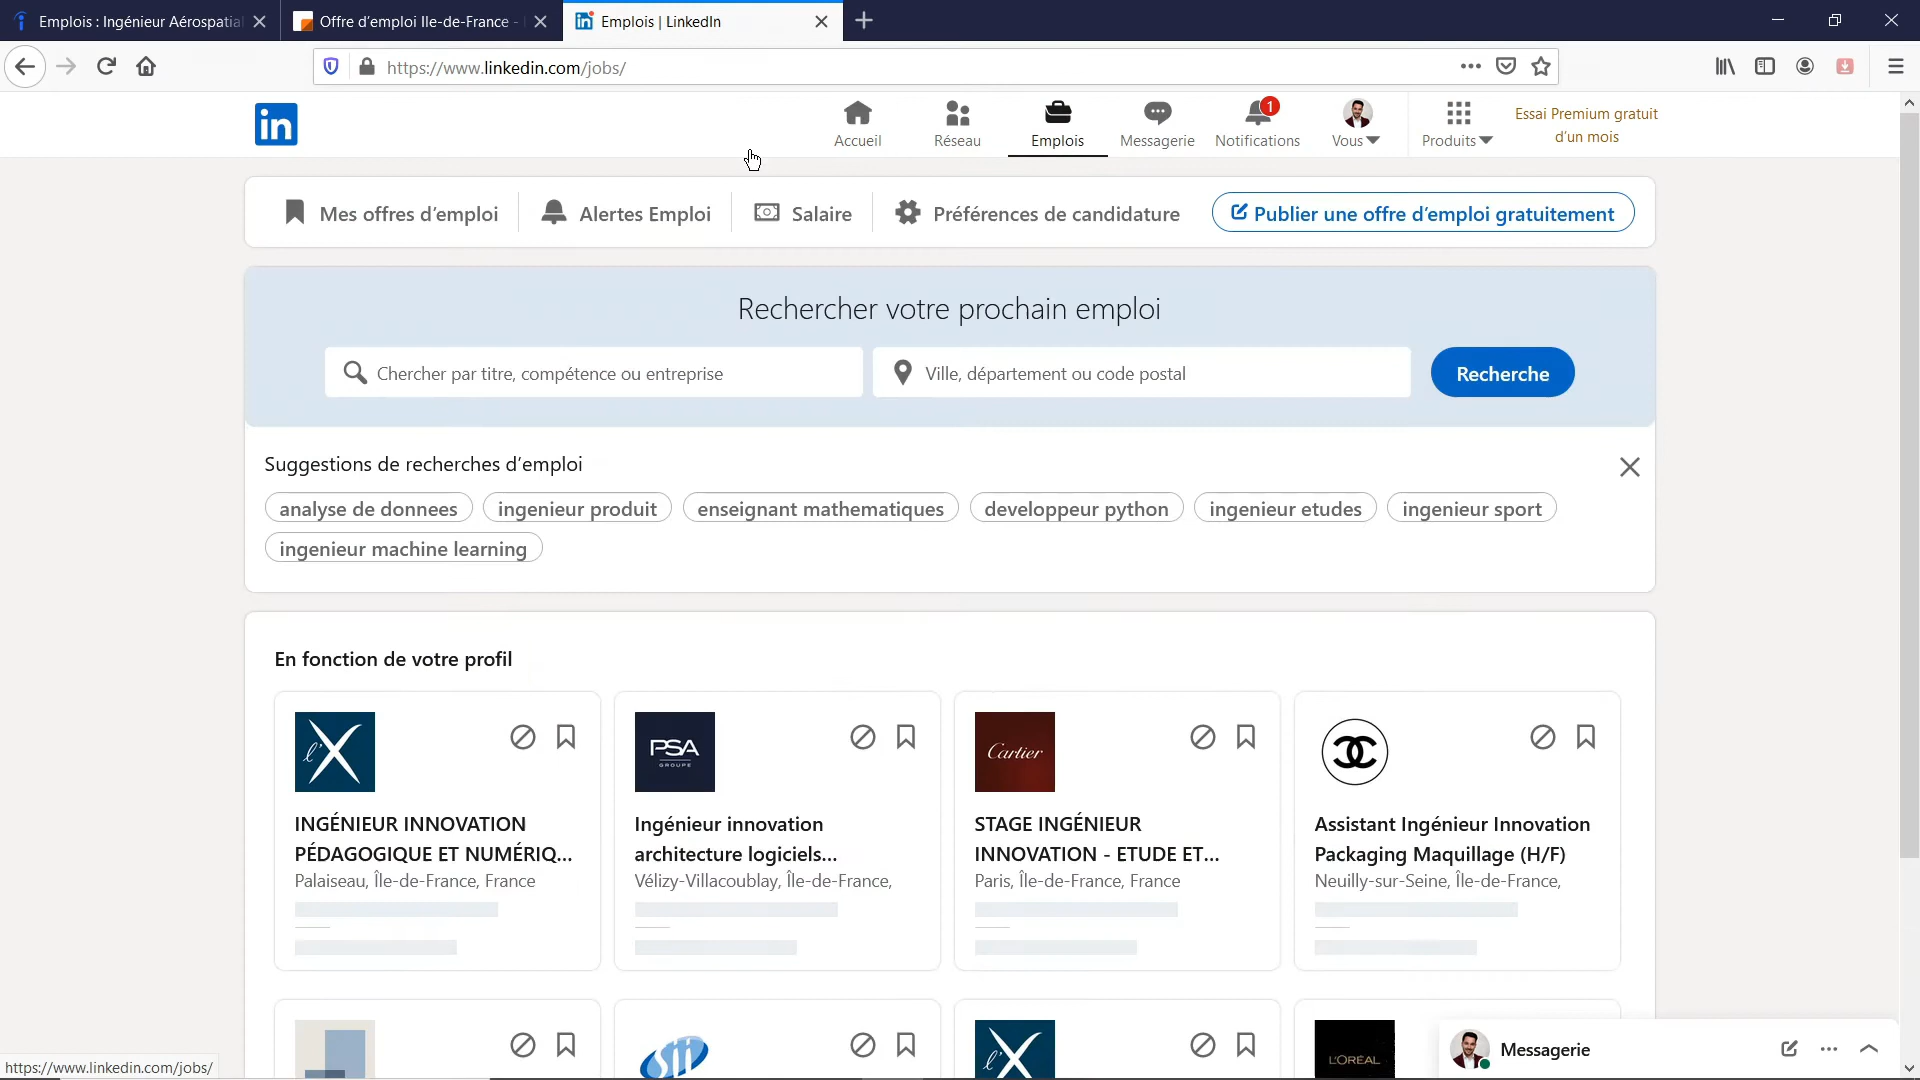 Emplois : Ingénieur Aérospatial
Offre d'emploi Ile-de-France -
Emplois | LinkedIn
https://www.linkedin.com/jobs/
in
Accueil
Réseau
Emplois
Messagerie
1
Notifications
Vous
Produits
Essai Premium gratuit
d'un mois
Mes offres d'emploi
Alertes Emploi
Salaire
Préférences de candidature
Publier une offre d'emploi gratuitement
Rechercher votre prochain emploi
Chercher par titre, compétence ou entreprise
Ville, département ou code postal
Recherche
Suggestions de recherches d'emploi
analyse de donnees
ingenieur produit
enseignant mathematiques
developpeur python
ingenieur etudes
ingenieur sport
ingenieur machine learning
En fonction de votre profil
l'X
PSA
GROUPE
Cartier
INGÉNIEUR INNOVATION
PÉDAGOGIQUE ET NUMÉRIQ...
Palaiseau, Île-de-France, France
Ingénieur innovation
architecture logiciels...
Vélizy-Villacoublay, Île-de-France,
STAGE INGÉNIEUR
INNOVATION - ETUDE ET...
Paris, Île-de-France, France
Assistant Ingénieur Innovation
Packaging Maquillage (H/F)
Neuilly-sur-Seine, Île-de-France,
l'X
L'ORÉAL
Messagerie
https://www.linkedin.com/jobs/